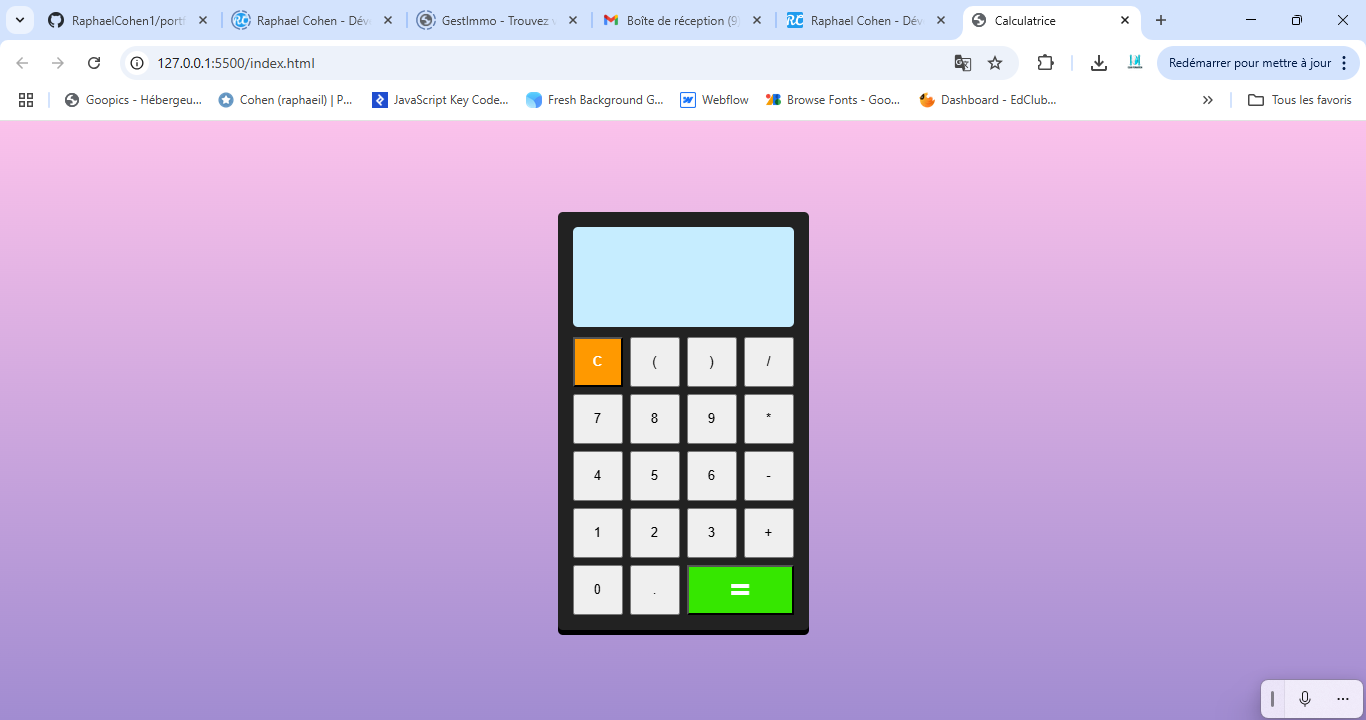 RaphaelCohen1/portf
Raphael Cohen - Déve
GestImmo - Trouvez v
Boîte de réception (9
Raphael Cohen - Déve
Calculatrice
127.0.0.1:5500/index.html
Redémarrer pour mettre à jour
Goopics - Hébergeu...
Cohen (raphaeil) | P...
JavaScript Key Code...
Fresh Background G...
Webflow
Browse Fonts - Goo...
Dashboard - EdClub...
Tous les favoris
C ( ) /
7 8 9 *
4 5 6 -
1 2 3 +
0 . =